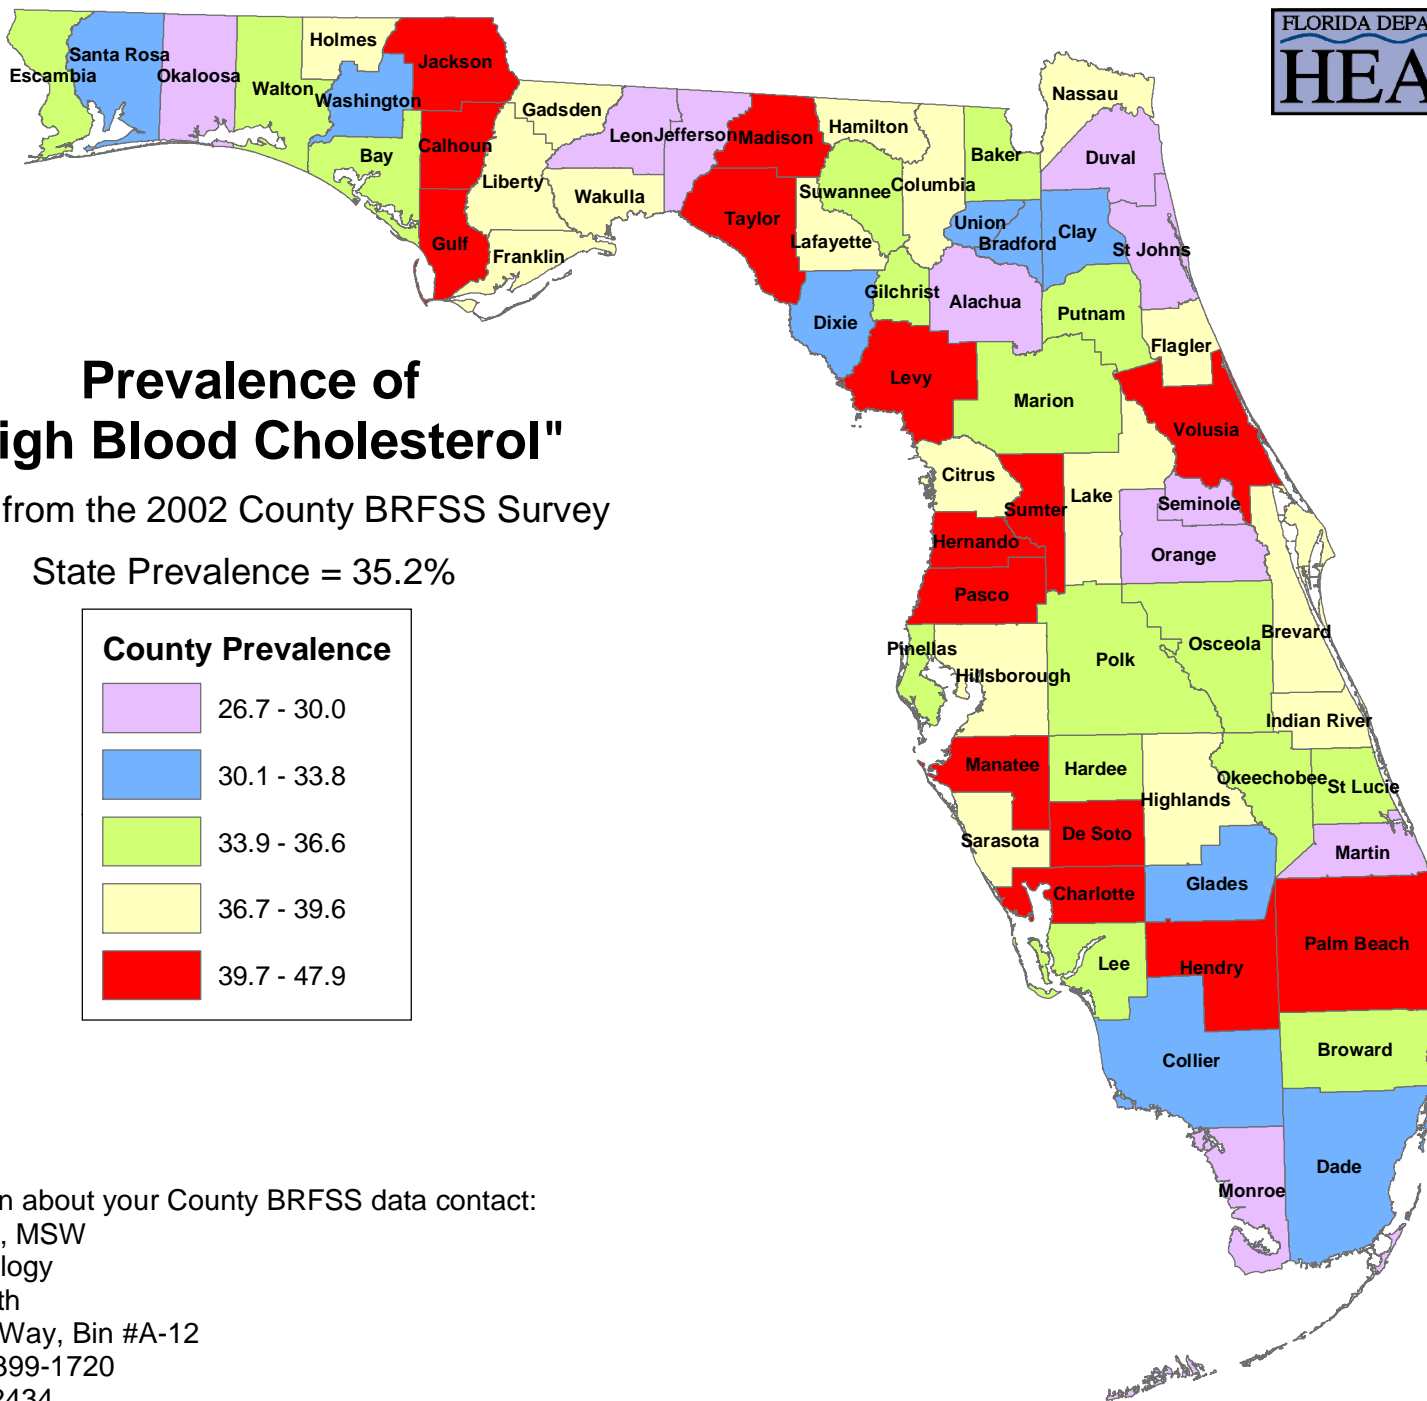 FLORIDA DEPA
HEA
Holmes
Santa Rosa
Jackson
Escambia
Okaloosa
Walton
Washington
Nassau
Gadsden
Leon
Jefferson
Madison
Hamilton
Calhoun
Bay
Baker
Duval
Liberty
Wakulla
Suwannee
Columbia
Taylor
Union
Bradford
Clay
Gulf
Franklin
Lafayette
St Johns
Gilchrist
Alachua
Putnam
Dixie
Flagler
Levy
Marion
Volusia
Citrus
Lake
Sumter
Seminole
Hernando
Orange
Pasco
Pinellas
Hillsborough
Polk
Osceola
Brevard
Indian River
Manatee
Hardee
Highlands
Okeechobee
St Lucie
Sarasota
De Soto
Martin
Charlotte
Glades
Lee
Hendry
Palm Beach
Collier
Broward
Monroe
Dade
Prevalence of
igh Blood Cholesterol"
from the 2002 County BRFSS Survey
State Prevalence = 35.2%
County Prevalence
26.7 - 30.0
30.1 - 33.8
33.9 - 36.6
36.7 - 39.6
39.7 - 47.9
n about your County BRFSS data contact:
, MSW
logy
th
Way, Bin #A-12
399-1720
2434